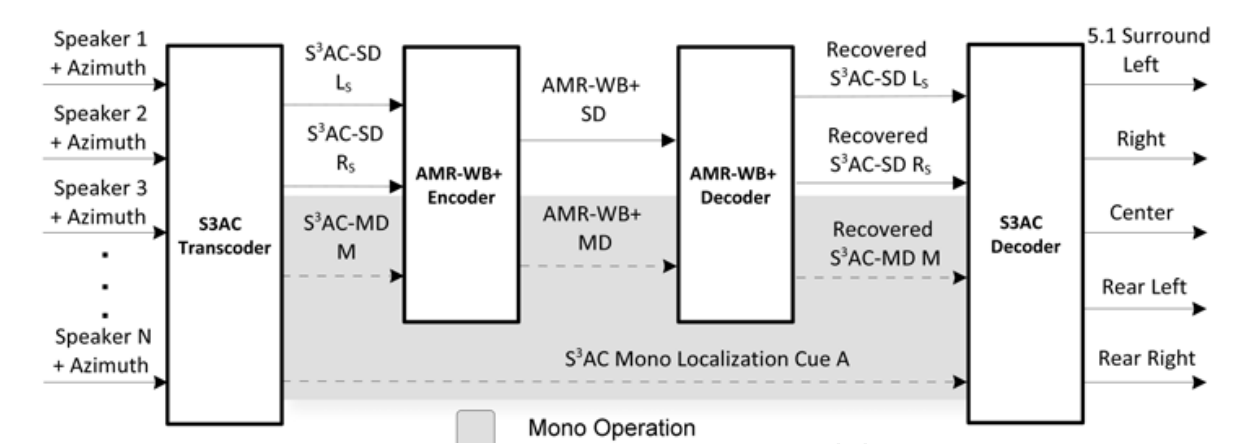 Speaker 1
+ Azimuth
Speaker 2
+ Azimuth
Speaker 3
+ Azimuth
Speaker N
+ Azimuth
S3AC
Transcoder
S³AC-SD
Lₛ
S³AC-SD
Rₛ
S³AC-MD
M
AMR-WB+
Encoder
AMR-WB+
SD
AMR-WB+
MD
AMR-WB+
Decoder
Recovered
S³AC-SD Lₛ
Recovered
S³AC-SD Rₛ
Recovered
S³AC-MD M
S³AC Mono Localization Cue A
S3AC
Decoder
5.1 Surround
Left
Right
Center
Rear Left
Rear Right
Mono Operation